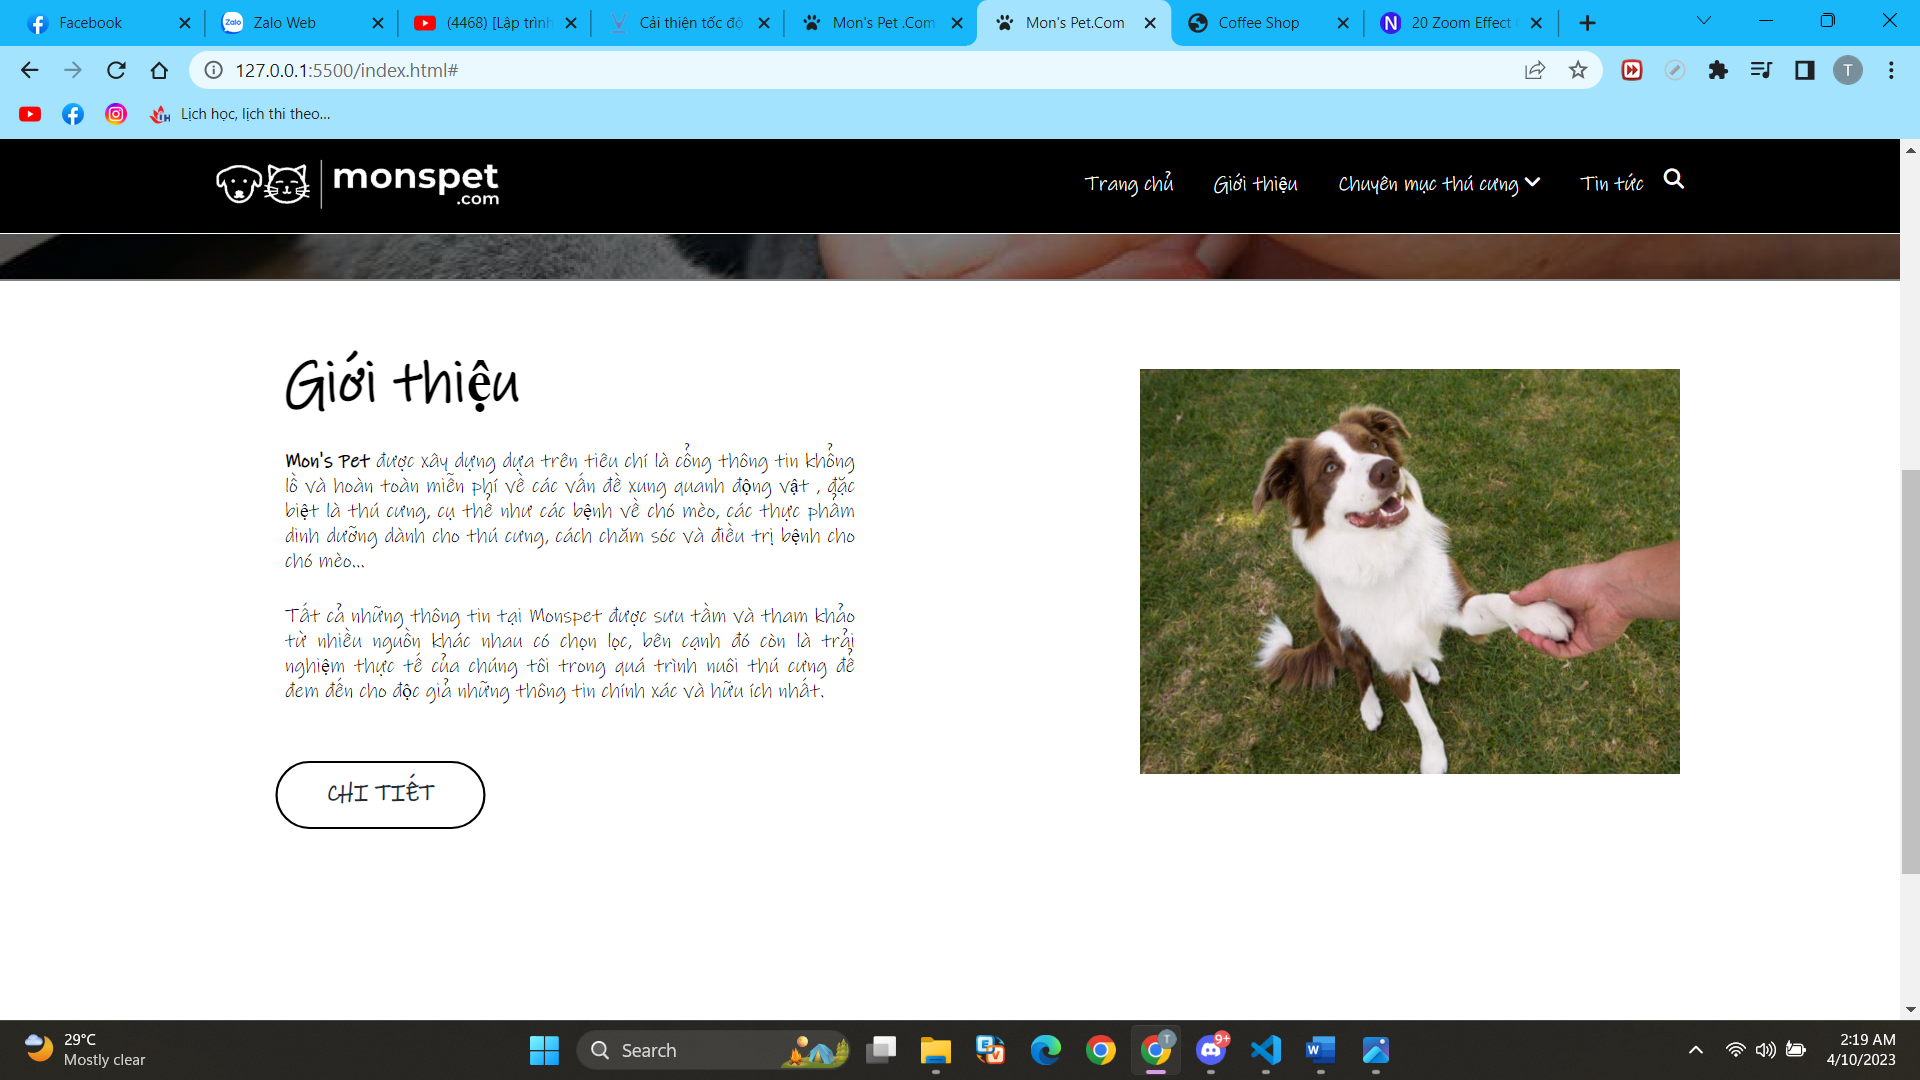 Facebook
Zalo Web
(4468) [Lập trình
Cải thiện tốc độ
Mon's Pet .Com
Mon's Pet.Com
Coffee Shop
20 Zoom Effect
127.0.0.1:5500/index.html#
T
Lịch học, lịch thi theo...
monspet
.com
Trang chủ
Giới thiệu
Chuyên mục thú cưng
Tin tức
Giới thiệu
Mon's Pet được xây dựng dựa trên tiêu chí là cổng thông tin khổng
lồ và hoàn toàn miễn phí về các vấn đề xung quanh động vật , đặc
biệt là thú cưng, cụ thể như các bệnh về chó mèo, các thực phẩm
dinh dưỡng dành cho thú cưng, cách chăm sóc và điều trị bệnh cho
chó mèo...
Tất cả những thông tin tại Monspet được sưu tầm và tham khảo
từ nhiều nguồn khác nhau có chọn lọc, bên cạnh đó còn là trải
nghiệm thực tế của chúng tôi trong quá trình nuôi thú cưng để
đem đến cho độc giả những thông tin chính xác và hữu ích nhất.
CHI TIẾT
29°C
Mostly clear
Search
T
9+
2:19 AM
4/10/2023